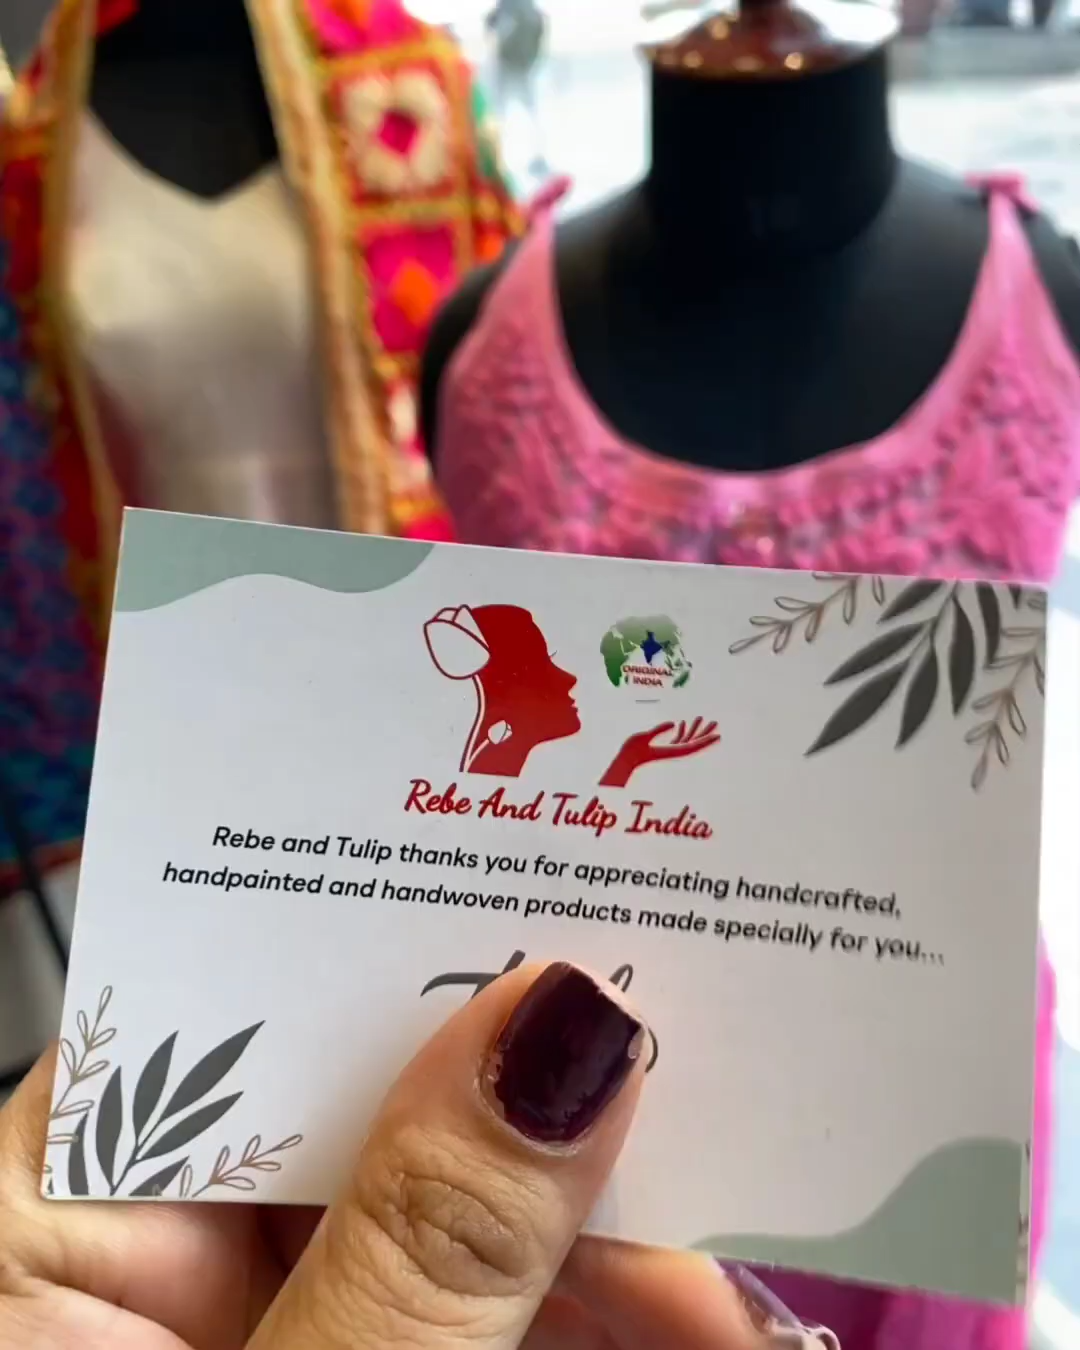 ORIGINAL
INDIA
Rebe And Tulip India
Rebe and Tulip thanks you for appreciating handcrafted,
handpainted and handwoven products made specially for you...